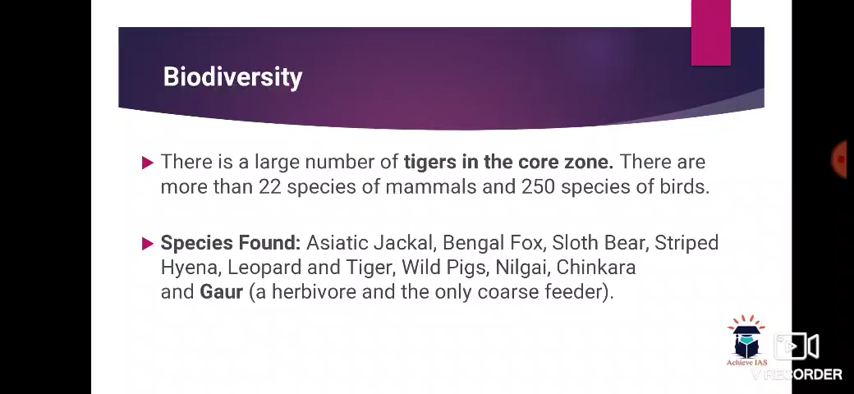 Biodiversity
There is a large number of tigers in the core zone. There are
more than 22 species of mammals and 250 species of birds.
Species Found: Asiatic Jackal, Bengal Fox, Sloth Bear, Striped
Hyena, Leopard and Tiger, Wild Pigs, Nilgai, Chinkara
and Gaur (a herbivore and the only coarse feeder).
Achieve IAS
RECORDER